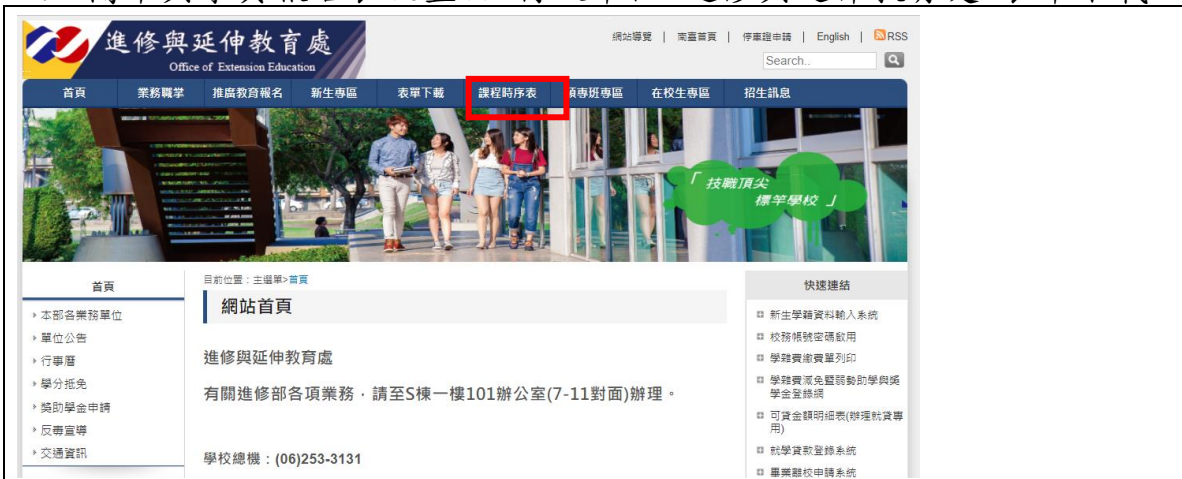 進修與延伸教育處
Office of Extension Education
網站導覽 | 南臺首頁 | 停車證申請 | English | RSS
Search..
首頁 業務職掌 推廣教育報名 新生專區 表單下載 課程時序表 專班專區 在校生專區 招生訊息
「技職頂尖
標竿學校」
首頁
本部各業務單位
單位公告
行事曆
學分抵免
獎助學金申請
反毒宣導
交通資訊
目前位置：主選單>首頁
網站首頁
進修與延伸教育處
有關進修部各項業務，請至S棟一樓101辦公室(7-11對面)辦理。
學校總機：(06)253-3131
快速連結
新生學籍資料輸入系統
校務帳號密碼啟用
學雜費繳費單列印
學雜費減免暨弱勢助學與獎
學金登錄網
可貸金額明細表(辦理就貸專
用)
就學貸款登錄系統
畢業離校申請系統